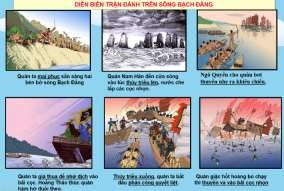 DIỄN BIẾN TRẬN ĐÁNH TRÊN SÔNG BẠCH ĐẰNG
Quân ta mai phục sẵn sàng hai
bên bờ sông Bạch Đằng
Quân Nam Hán đến cửa sông
vào lúc thủy triều lên, nước che
lấp các cọc nhọn.
Ngô Quyền cho quân bơi
thuyền nhẹ ra khiêu chiến.
Quân ta giả thua để nhử địch vào
bãi cọc. Hoằng Tháo thúc quân
hăm hở đuổi theo.
Thủy triều xuống, quân ta bắt
đầu phản công quyết liệt.
Quân giặc hốt hoảng bỏ chạy
thì thuyền va vào bãi cọc nhọn